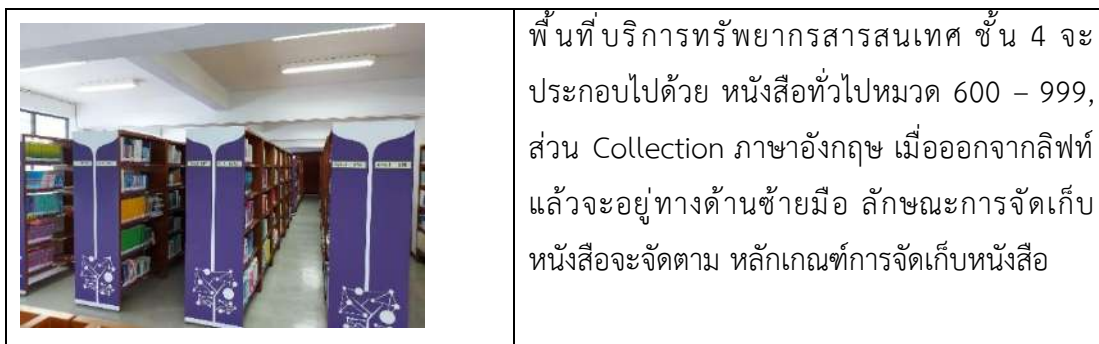 พื้นที่บริการทรัพยากรสารสนเทศ ชั้น 4 จะ
ประกอบไปด้วย หนังสือทั่วไปหมวด 600 – 999,
ส่วน Collection ภาษาอังกฤษ เมื่อออกจากลิฟท์
แล้วจะอยู่ทางด้านซ้ายมือ ลักษณะการจัดเก็บ
หนังสือจะจัดตาม หลักเกณฑ์การจัดเก็บหนังสือ